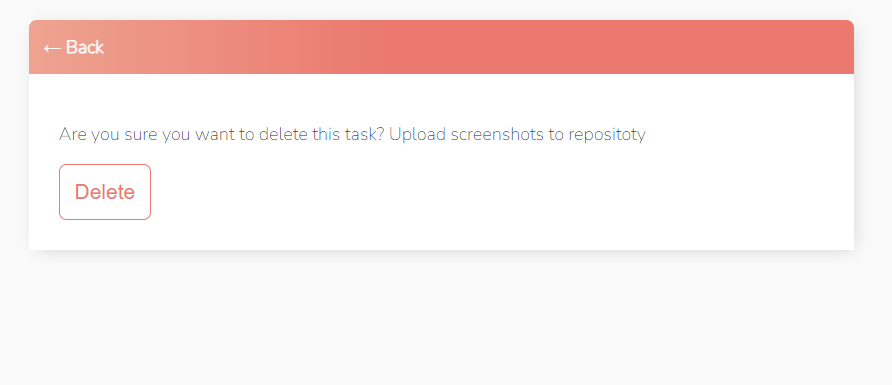 ← Back
Are you sure you want to delete this task? Upload screenshots to repositoty
Delete